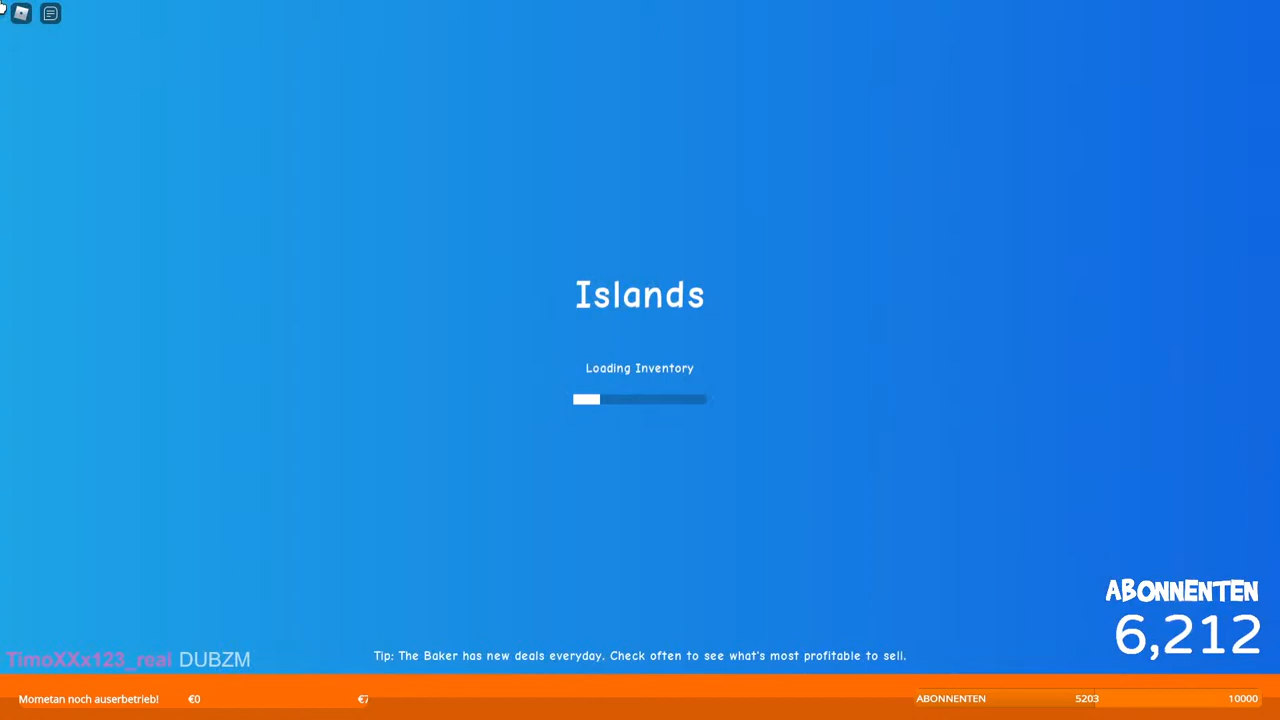 Islands
Loading Inventory
ABONNENTEN
6,212
TimoXXx123_real DUBZM
Tip: The Baker has new deals everyday. Check often to see what's most profitable to sell.
Mometan noch auserbetrieb! €0 €7
ABONNENTEN 5203 10000